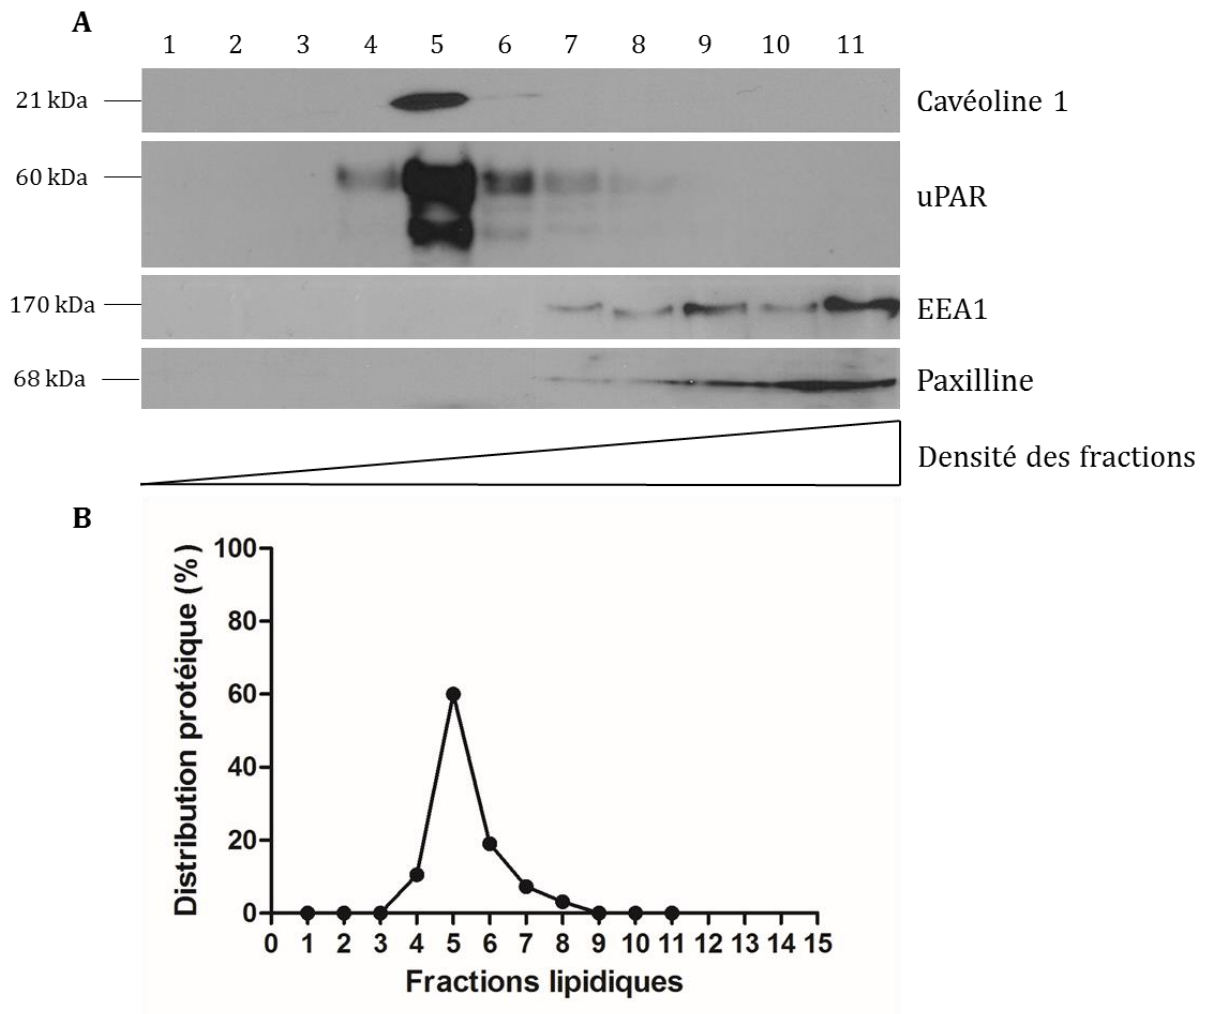 A
1 2 3 4 5 6 7 8 9 10 11
21 kDa Cavéoline 1
60 kDa uPAR
170 kDa EEA1
68 kDa Paxilline
Densité des fractions
B
Distribution protéique (%)
100
80
60
40
20
0
0 1 2 3 4 5 6 7 8 9 10 11 12 13 14 15
Fractions lipidiques